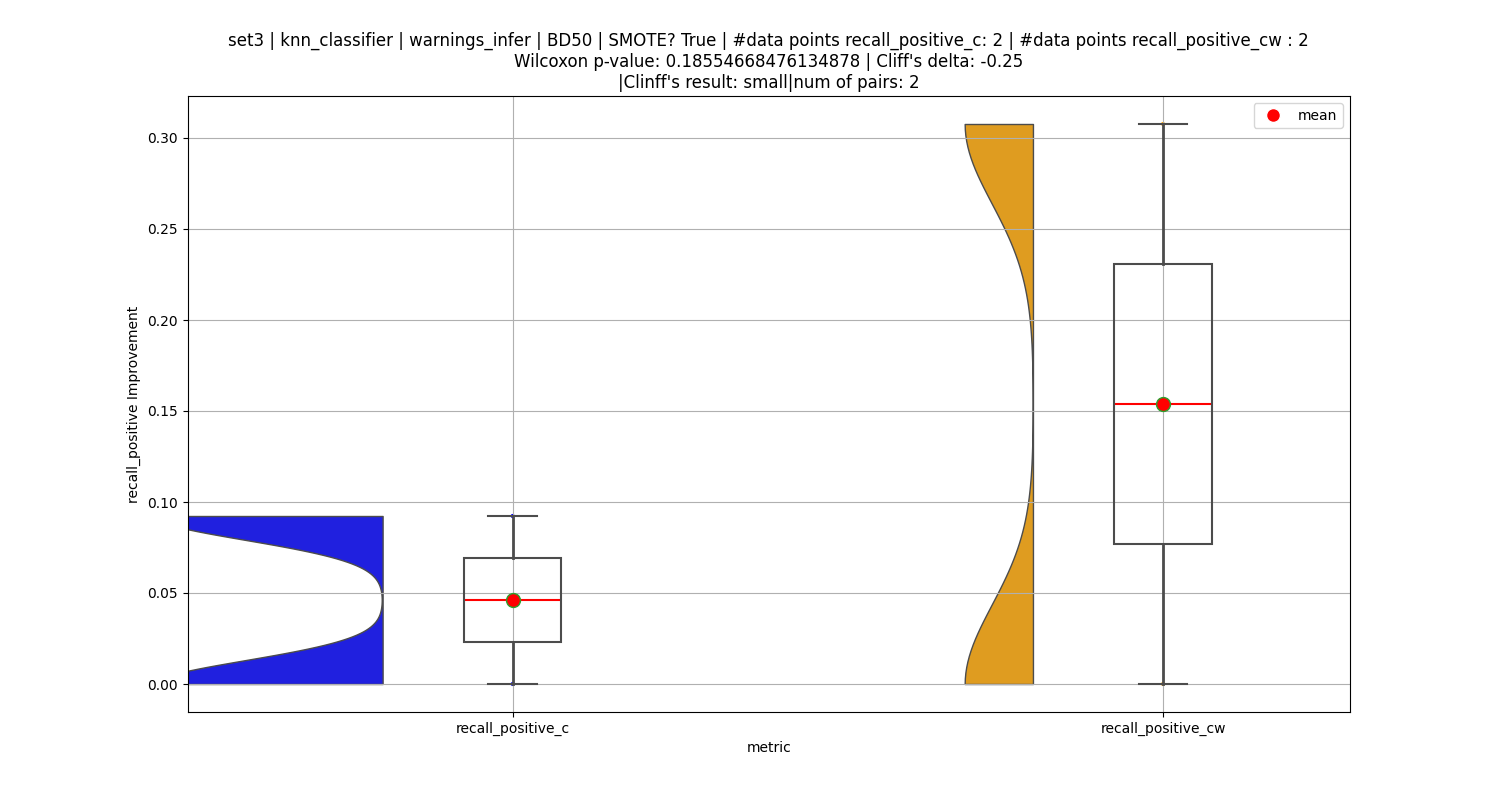 set3 | knn_classifier | warnings_infer | BD50 | SMOTE? True | #data points recall_positive_c: 2 | #data points recall_positive_cw : 2
Wilcoxon p-value: 0.18554668476134878 | Cliff's delta: -0.25
|Clinff's result: small|num of pairs: 2
mean
recall_positive Improvement
0.30
0.25
0.20
0.15
0.10
0.05
0.00
recall_positive_c
recall_positive_cw
metric